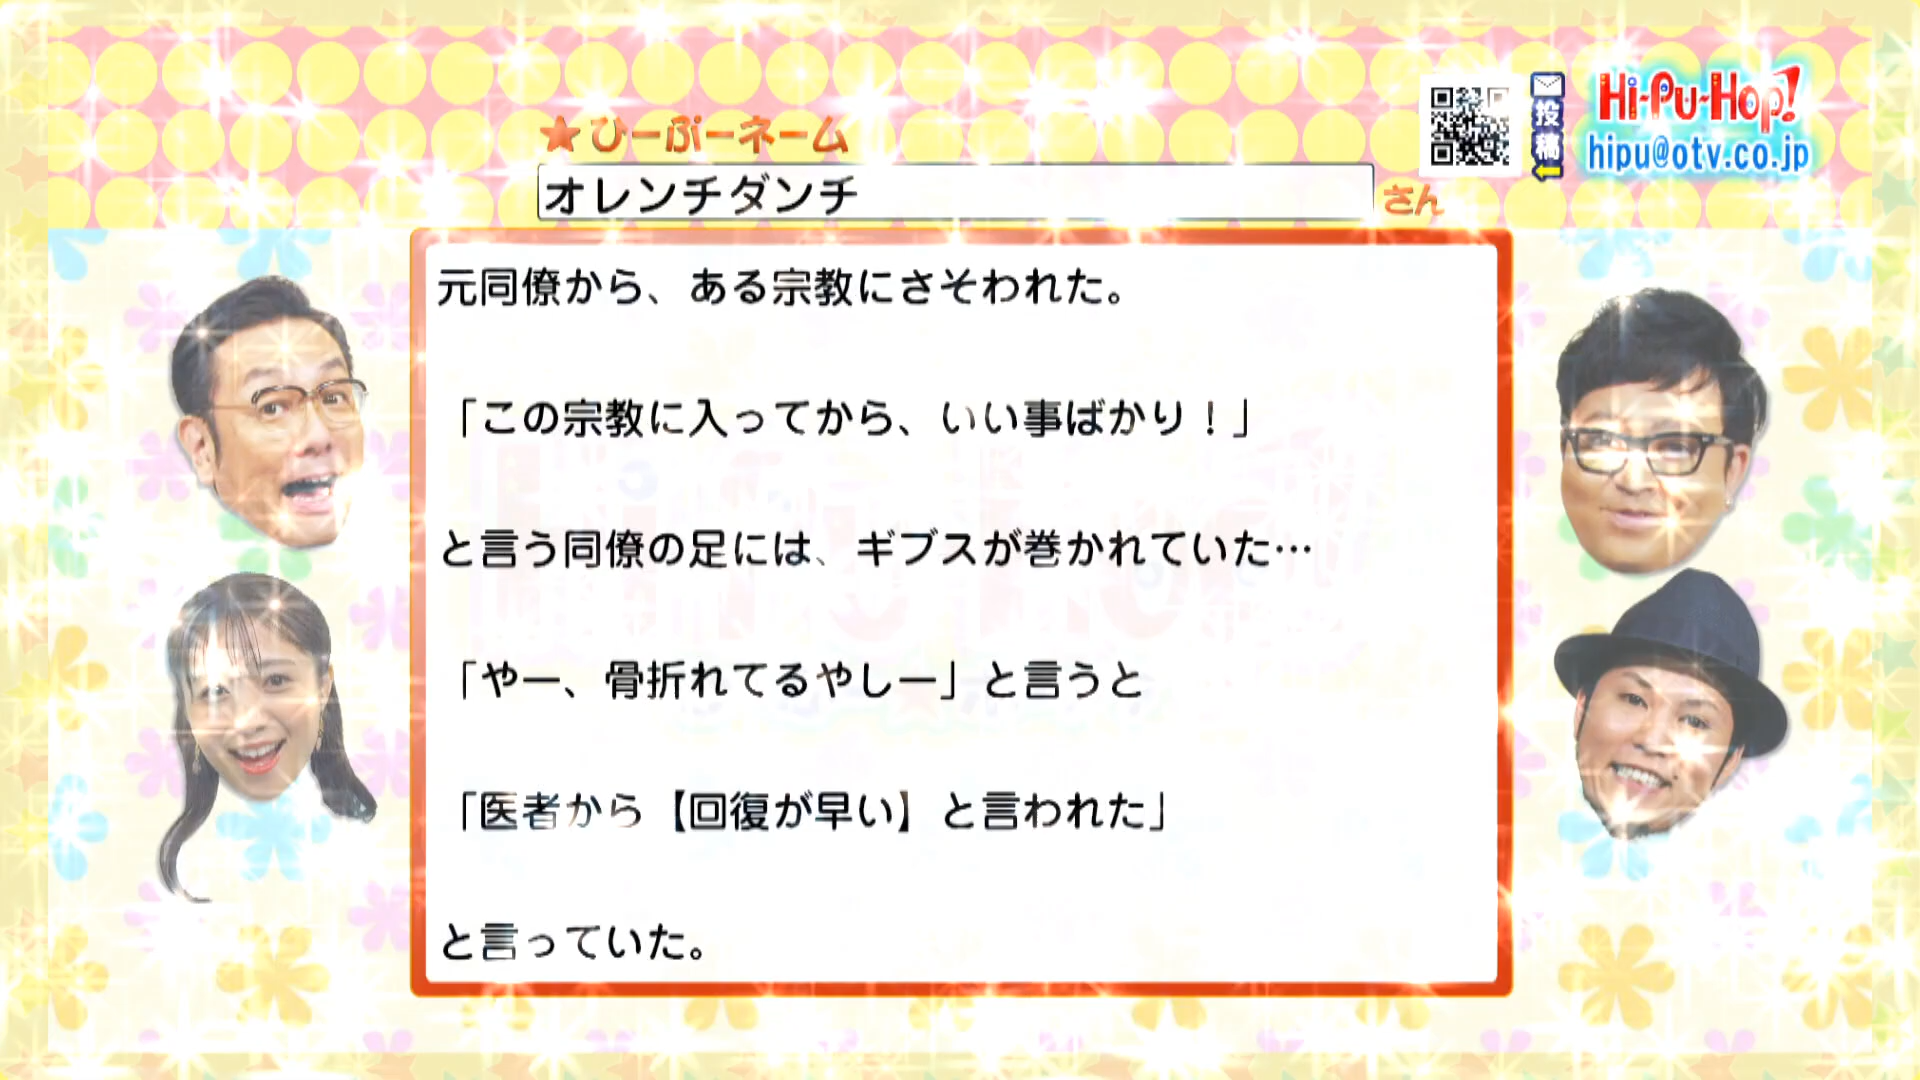 Hi-Pu-Hop!
投稿
hipu@otv.co.jp
★ひーぷーネーム
オレンチダンチ さん
元同僚から、ある宗教にさそわれた。
「この宗教に入ってから、いい事ばかり！」
と言う同僚の足には、ギブスが巻かれていた…
「やー、骨折れてるやしー」と言うと
「医者から【回復が早い】と言われた」
と言っていた。